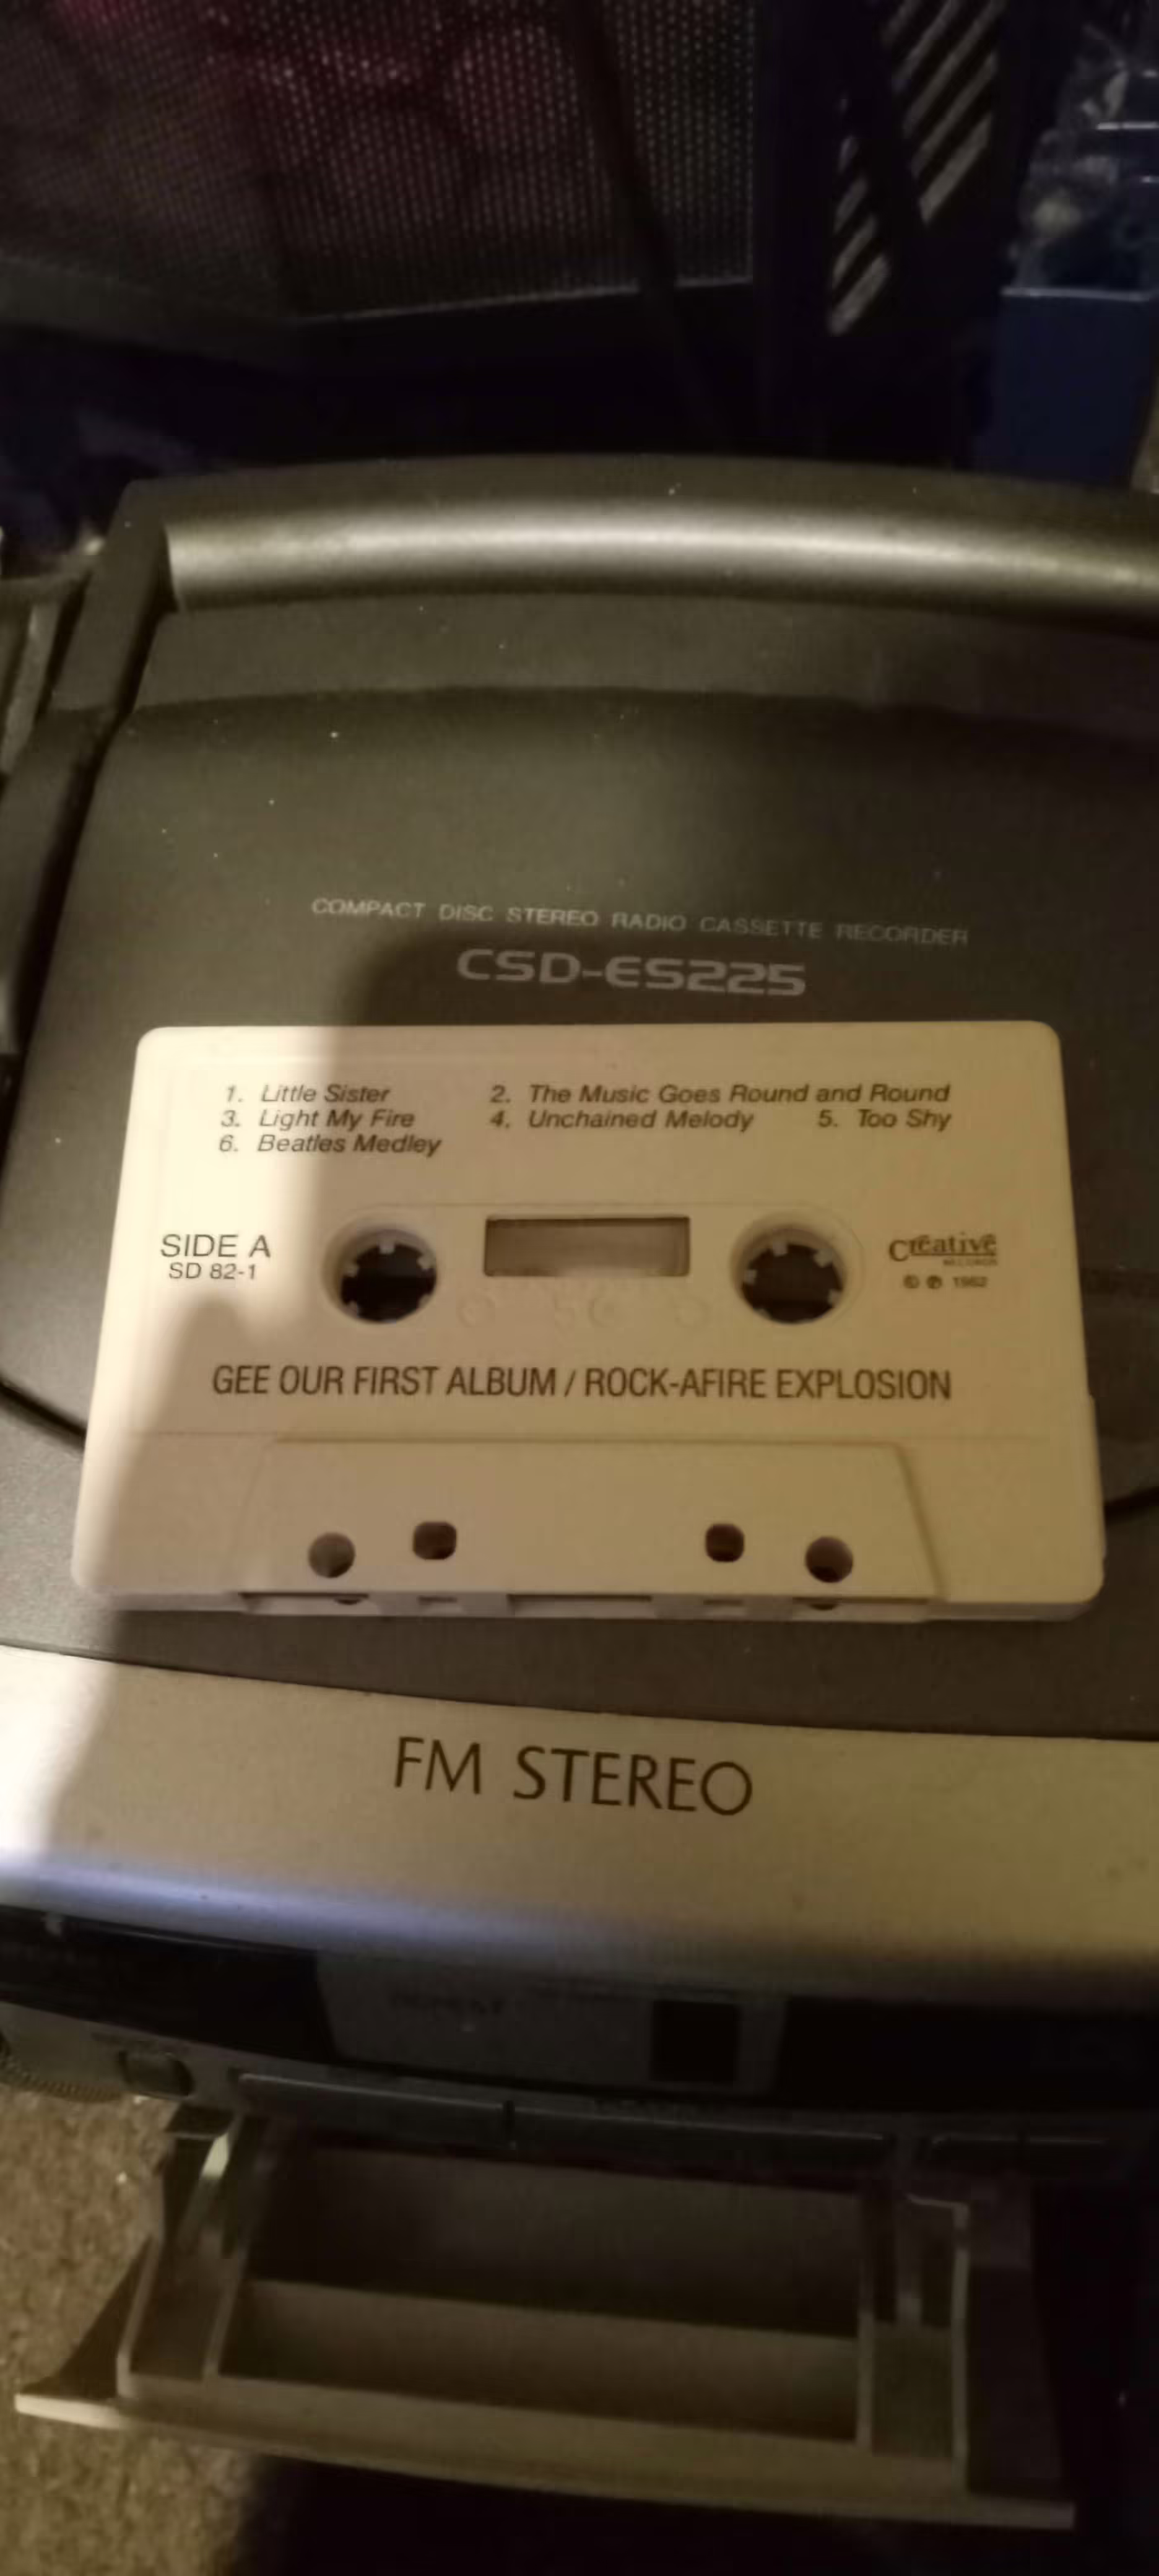 COMPACT DISC STEREO RADIO CASSETTE RECORDER
CSD-ES225
1. Little Sister 2. The Music Goes Round and Round
3. Light My Fire 4. Unchained Melody 5. Too Shy
6. Beatles Medley
SIDE A
SD 82-1
Creative
RECORDS
© ℗ 1982
GEE OUR FIRST ALBUM / ROCK-AFIRE EXPLOSION
FM STEREO